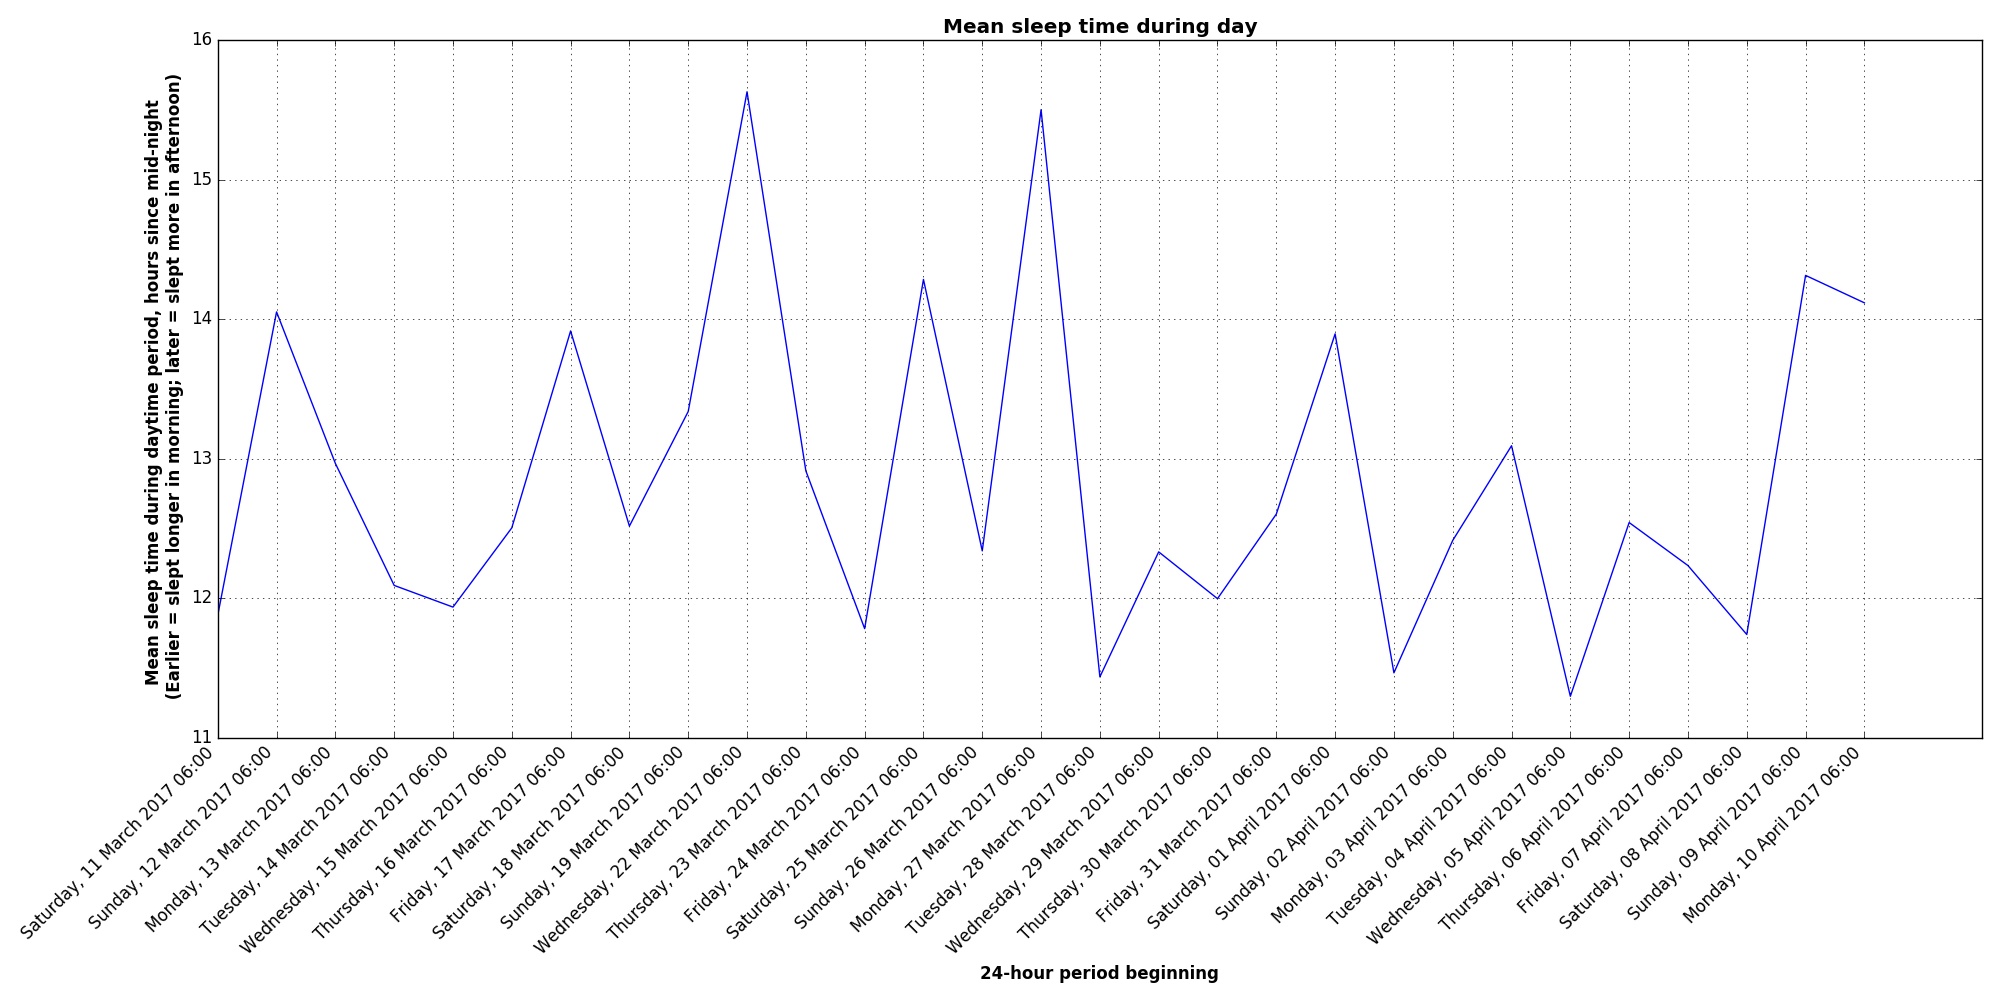 Mean sleep time during day
Mean sleep time during daytime period, hours since mid-night
(Earlier = slept longer in morning; later = slept more in afternoon)
16
15
14
13
12
11
Saturday, 11 March 2017 06:00
Sunday, 12 March 2017 06:00
Monday, 13 March 2017 06:00
Tuesday, 14 March 2017 06:00
Wednesday, 15 March 2017 06:00
Thursday, 16 March 2017 06:00
Friday, 17 March 2017 06:00
Saturday, 18 March 2017 06:00
Sunday, 19 March 2017 06:00
Wednesday, 22 March 2017 06:00
Thursday, 23 March 2017 06:00
Friday, 24 March 2017 06:00
Saturday, 25 March 2017 06:00
Sunday, 26 March 2017 06:00
Monday, 27 March 2017 06:00
Tuesday, 28 March 2017 06:00
Wednesday, 29 March 2017 06:00
Thursday, 30 March 2017 06:00
Friday, 31 March 2017 06:00
Saturday, 01 April 2017 06:00
Sunday, 02 April 2017 06:00
Monday, 03 April 2017 06:00
Tuesday, 04 April 2017 06:00
Wednesday, 05 April 2017 06:00
Thursday, 06 April 2017 06:00
Friday, 07 April 2017 06:00
Saturday, 08 April 2017 06:00
Sunday, 09 April 2017 06:00
Monday, 10 April 2017 06:00
24-hour period beginning